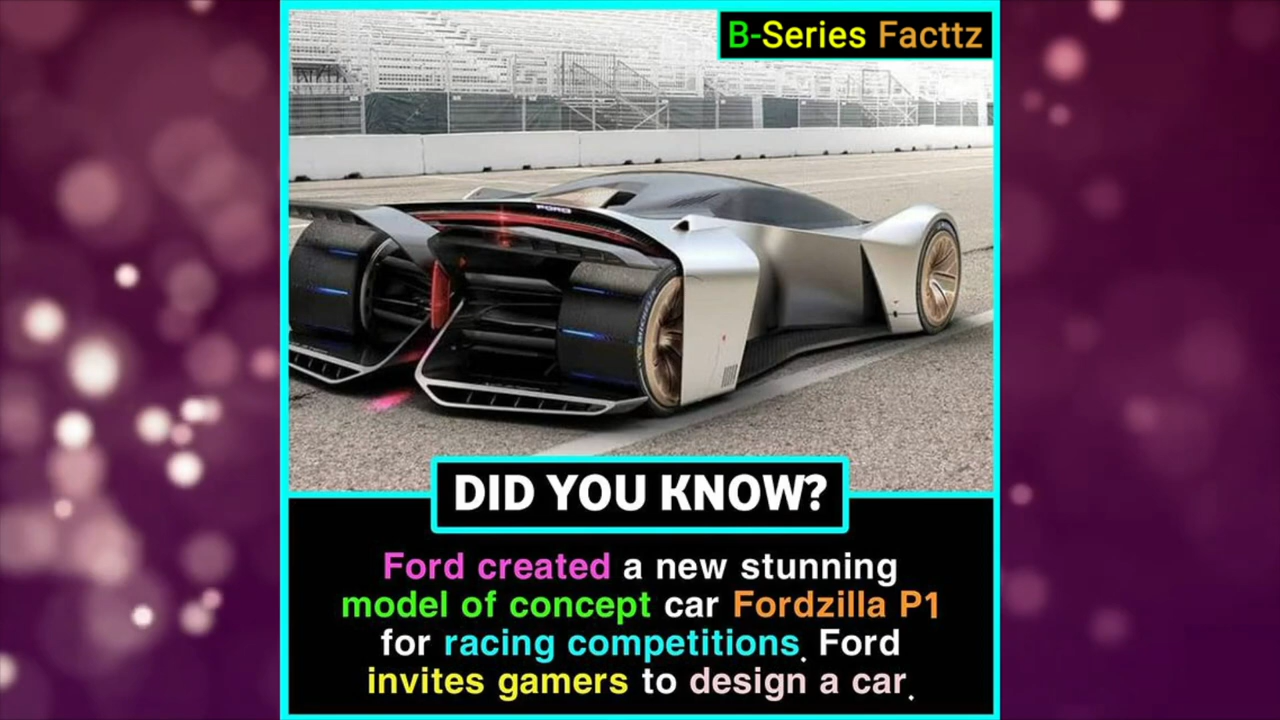 B-Series Facttz
FORD
DID YOU KNOW?
Ford created a new stunning
model of concept car Fordzilla P1
for racing competitions. Ford
invites gamers to design a car.